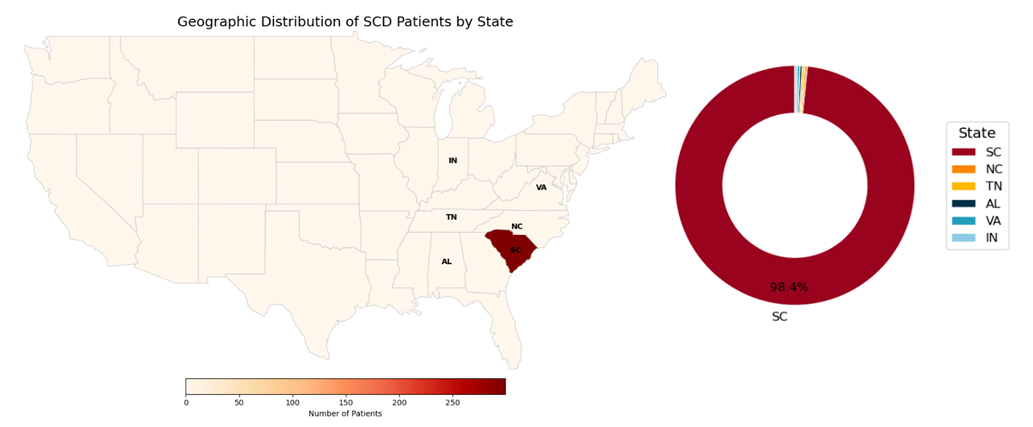 Geographic Distribution of SCD Patients by State
IN
VA
TN
NC
SC
AL
0 50 100 150 200 250
Number of Patients
98.4%
SC
State
SC
NC
TN
AL
VA
IN